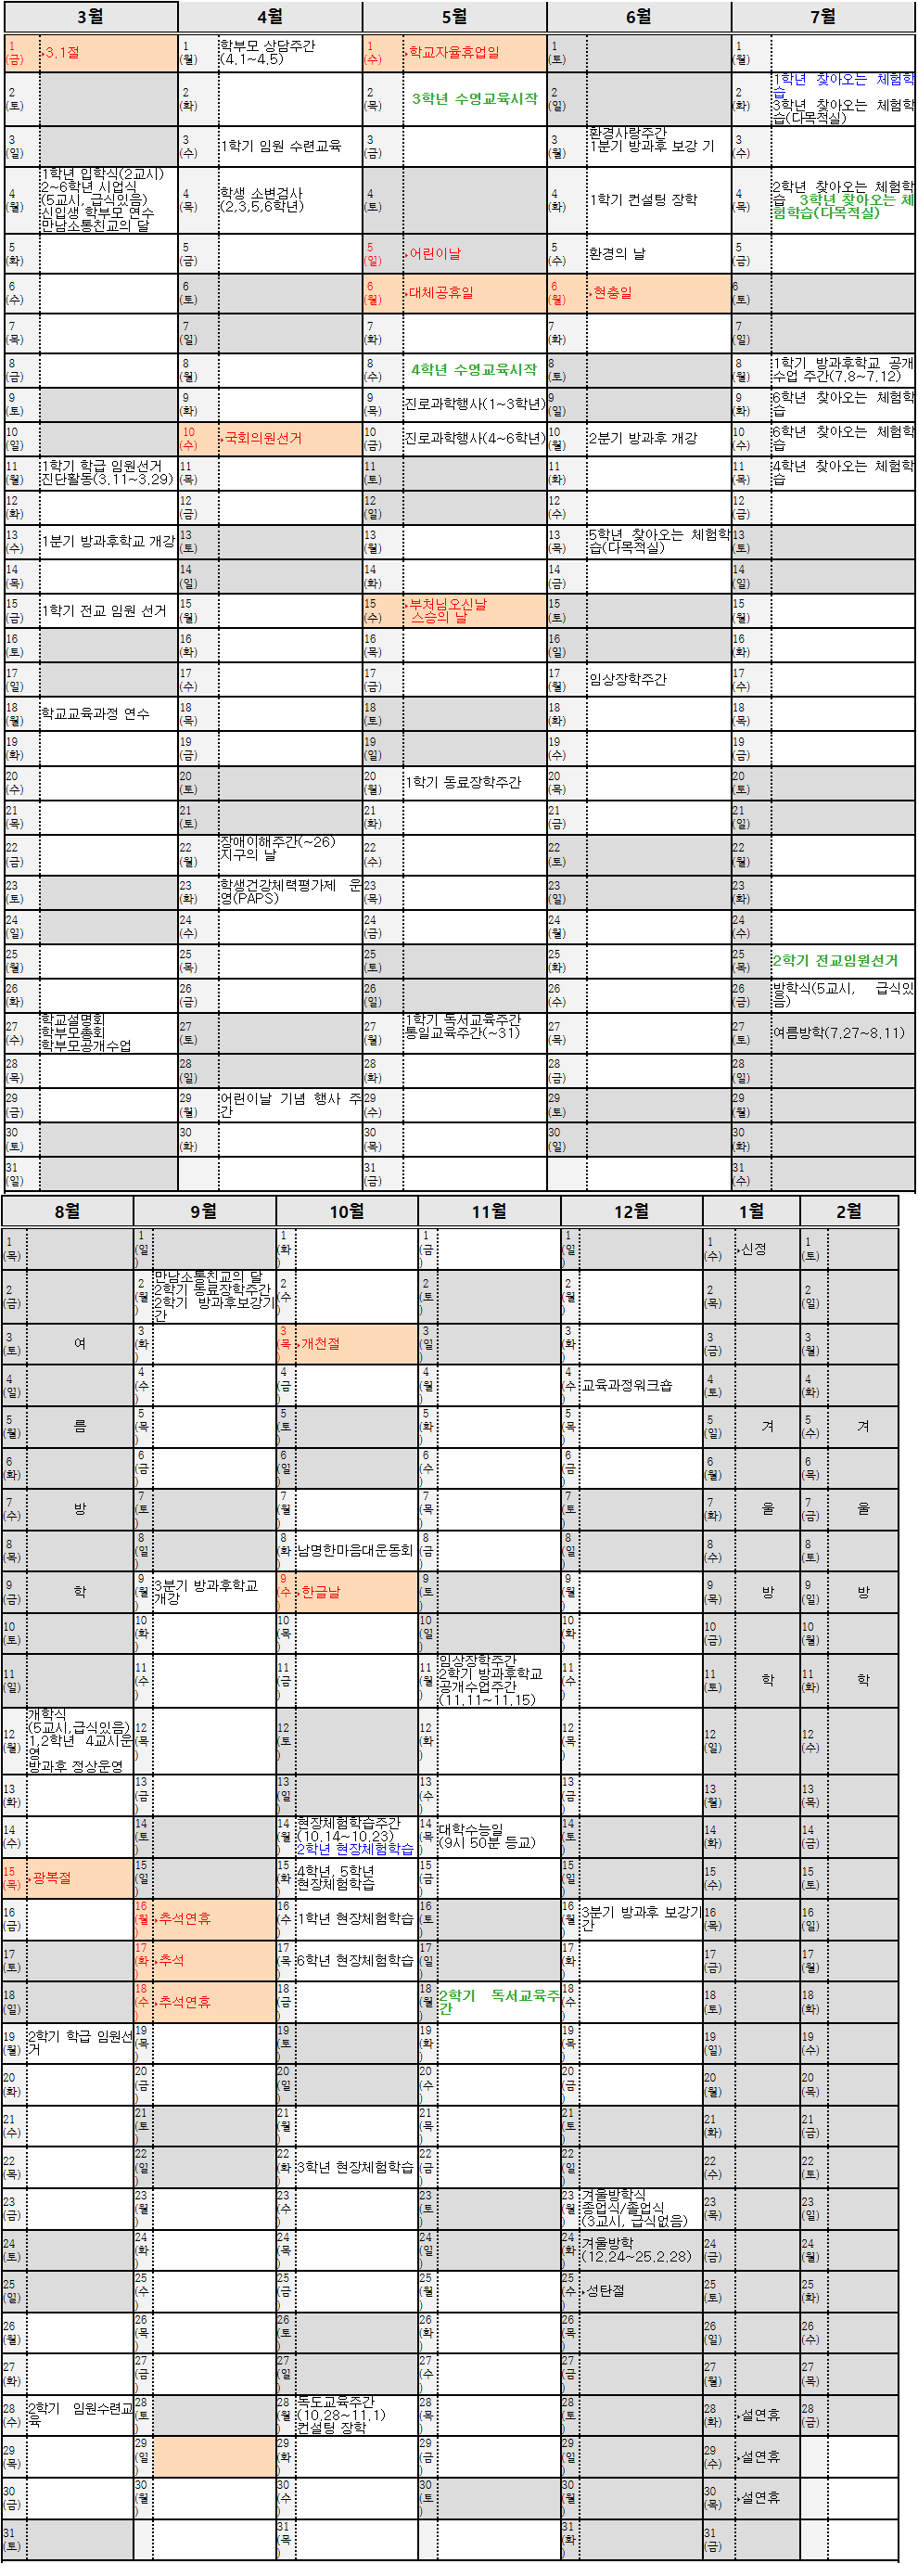 3월 4월 5월 6월 7월
1 (금) ▸3.1절 1 (월) 학부모 상담주간 (4.1~4.5) 1 (수) ▸학교자율휴업일 1 (토) 1 (월)
2 (토) 2 (화) 2 (목) 3학년 수영교육시작 2 (일) 2 (화) 1학년 찾아오는 체험학습 3학년 찾아오는 체험학습(다목적실)
3 (일) 3 (수) 1학기 임원 수련교육 3 (금) 3 (월) 환경사랑주간 1분기 방과후 보강 기 3 (수)
4 (월) 1학년 입학식(2교시) 2~6학년 시업식 (5교시, 급식있음) 신입생 학부모 연수 만남소통친교의 달 4 (목) 학생 소변검사 (2,3,5,6학년) 4 (토) 4 (화) 1학기 컨설팅 장학 4 (목) 2학년 찾아오는 체험학습 3학년 찾아오는 체험학습(다목적실)
5 (화) 5 (금) 5 (일) ▸어린이날 5 (수) 환경의 날 5 (금)
6 (수) 6 (토) 6 (월) ▸대체공휴일 6 (월) ▸현충일 6 (토)
7 (목) 7 (일) 7 (화) 7 (화) 7 (일)
8 (금) 8 (월) 8 (수) 4학년 수영교육시작 8 (토) 8 (월) 1학기 방과후학교 공개수업 주간(7.8~7.12)
9 (토) 9 (화) 9 (목) 진로과학행사(1~3학년) 9 (일) 9 (화) 6학년 찾아오는 체험학습
10 (일) 10 (수) ▸국회의원선거 10 (금) 진로과학행사(4~6학년) 10 (월) 2분기 방과후 개강 10 (수) 6학년 찾아오는 체험학습
11 (월) 1학기 학급 임원선거 진단활동(3.11~3.29) 11 (목) 11 (토) 11 (화) 11 (목) 4학년 찾아오는 체험학습
12 (화) 12 (금) 12 (일) 12 (수) 12 (금)
13 (수) 1분기 방과후학교 개강 13 (토) 13 (월) 13 (목) 5학년 찾아오는 체험학습(다목적실) 13 (토)
14 (목) 14 (일) 14 (화) 14 (금) 14 (일)
15 (금) 1학기 전교 임원 선거 15 (월) 15 (수) ▸부처님오신날 스승의 날 15 (토) 15 (월)
16 (토) 16 (화) 16 (목) 16 (일) 16 (화)
17 (일) 17 (수) 17 (금) 17 (월) 임상장학주간 17 (수)
18 (월) 학교교육과정 연수 18 (목) 18 (토) 18 (화) 18 (목)
19 (화) 19 (금) 19 (일) 19 (수) 19 (금)
20 (수) 20 (토) 20 (월) 1학기 동료장학주간 20 (목) 20 (토)
21 (목) 21 (토) 21 (화) 21 (금) 21 (일)
22 (금) 22 (월) 장애이해주간(~26) 지구의 날 22 (수) 22 (토) 22 (월)
23 (토) 23 (화) 학생건강체력평가제 운영(PAPS) 23 (목) 23 (일) 23 (화)
24 (일) 24 (수) 24 (금) 24 (월) 24 (수)
25 (월) 25 (목) 25 (토) 25 (화) 25 (목) 2학기 전교임원선거
26 (화) 26 (금) 26 (일) 26 (수) 26 (금) 방학식(5교시, 급식있음)
27 (수) 학교설명회 학부모총회 학부모공개수업 27 (토) 27 (월) 1학기 독서교육주간 통일교육주간(~31) 27 (목) 27 (토) 여름방학(7.27~8.11)
28 (목) 28 (일) 28 (화) 28 (금) 28 (일)
29 (금) 29 (월) 어린이날 기념 행사 주간 29 (수) 29 (토) 29 (월)
30 (토) 30 (화) 30 (목) 30 (일) 30 (화)
31 (일) 31 (금) 31 (수)
8월 9월 10월 11월 12월 1월 2월
1 (목) 1 (일) 1 (화) 1 (금) 1 (일) 1 (수) ▸신정 1 (토)
2 (금) 2 (월) 만남소통친교의 달 2학기 동료장학주간 2학기 방과후보강기간 2 (수) 2 (토) 2 (월) 2 (목) 2 (일)
3 (토) 여 3 (화) 3 (목) ▸개천절 3 (일) 3 (화) 3 (금) 3 (월)
4 (일) 4 (수) 4 (금) 4 (월) 4 (수) 교육과정워크숍 4 (토) 4 (화)
5 (월) 름 5 (목) 5 (토) 5 (화) 5 (목) 5 (일) 겨 5 (수) 겨
6 (화) 6 (금) 6 (일) 6 (수) 6 (금) 6 (월) 6 (목)
7 (수) 방 7 (토) 7 (월) 7 (목) 7 (토) 7 (화) 울 7 (금) 울
8 (목) 8 (일) 8 (화) 남명한마음대운동회 8 (금) 8 (일) 8 (수) 8 (토)
9 (금) 학 9 (월) 3분기 방과후학교 개강 9 (수) ▸한글날 9 (토) 9 (월) 9 (목) 방 9 (일) 방
10 (토) 10 (화) 10 (목) 10 (일) 10 (화) 10 (금) 10 (월)
11 (일) 11 (수) 11 (금) 11 (월) 임상장학주간 2학기 방과후학교 공개수업주간 (11.11~11.15) 11 (수) 11 (토) 학 11 (화) 학
12 (월) 개학식 (5교시,급식있음) 1,2학년 4교시운영 방과후 정상운영 12 (목) 12 (토) 12 (화) 12 (목) 12 (일) 12 (수)
13 (화) 13 (금) 13 (일) 13 (수) 13 (금) 13 (월) 13 (목)
14 (수) 14 (토) 14 (월) 현장체험학습주간 (10.14~10.23) 2학년 현장체험학습 14 (목) 대학수능일 (9시 50분 등교) 14 (토) 14 (화) 14 (금)
15 (목) ▸광복절 15 (일) 15 (화) 4학년, 5학년 현장체험학습 15 (금) 15 (일) 15 (수) 15 (토)
16 (금) 16 (월) ▸추석연휴 16 (수) 1학년 현장체험학습 16 (토) 16 (월) 3분기 방과후 보강기간 16 (목) 16 (일)
17 (토) 17 (화) ▸추석 17 (목) 6학년 현장체험학습 17 (일) 17 (화) 17 (금) 17 (월)
18 (일) 18 (수) ▸추석연휴 18 (금) 18 (월) 2학기 독서교육주간 18 (수) 18 (토) 18 (화)
19 (월) 2학기 학급 임원선거 19 (목) 19 (토) 19 (화) 19 (목) 19 (일) 19 (수)
20 (화) 20 (금) 20 (일) 20 (수) 20 (금) 20 (월) 20 (목)
21 (수) 21 (토) 21 (월) 21 (목) 21 (토) 21 (화) 21 (금)
22 (목) 22 (일) 22 (화) 3학년 현장체험학습 22 (금) 22 (일) 22 (수) 22 (토)
23 (금) 23 (월) 23 (수) 23 (토) 23 (월) 겨울방학식 종업식/졸업식 (3교시, 급식없음) 23 (목) 23 (일)
24 (토) 24 (화) 24 (목) 24 (일) 24 (화) 겨울방학 (12.24~25.2.28) 24 (금) 24 (월)
25 (일) 25 (수) 25 (금) 25 (월) 25 (수) ▸성탄절 25 (토) 25 (화)
26 (월) 26 (목) 26 (토) 26 (화) 26 (목) 26 (일) 26 (수)
27 (화) 27 (금) 27 (일) 27 (수) 27 (금) 27 (월) 27 (목)
28 (수) 2학기 임원수련교육 28 (토) 28 (월) 독도교육주간 (10.28~11.1) 컨설팅 장학 28 (목) 28 (토) 28 (화) ▸설연휴 28 (금)
29 (목) 29 (일) 29 (화) 29 (금) 29 (일) 29 (수) ▸설연휴
30 (금) 30 (월) 30 (수) 30 (토) 30 (월) 30 (목) ▸설연휴
31 (토) 31 (목) 31 (화) 31 (금)